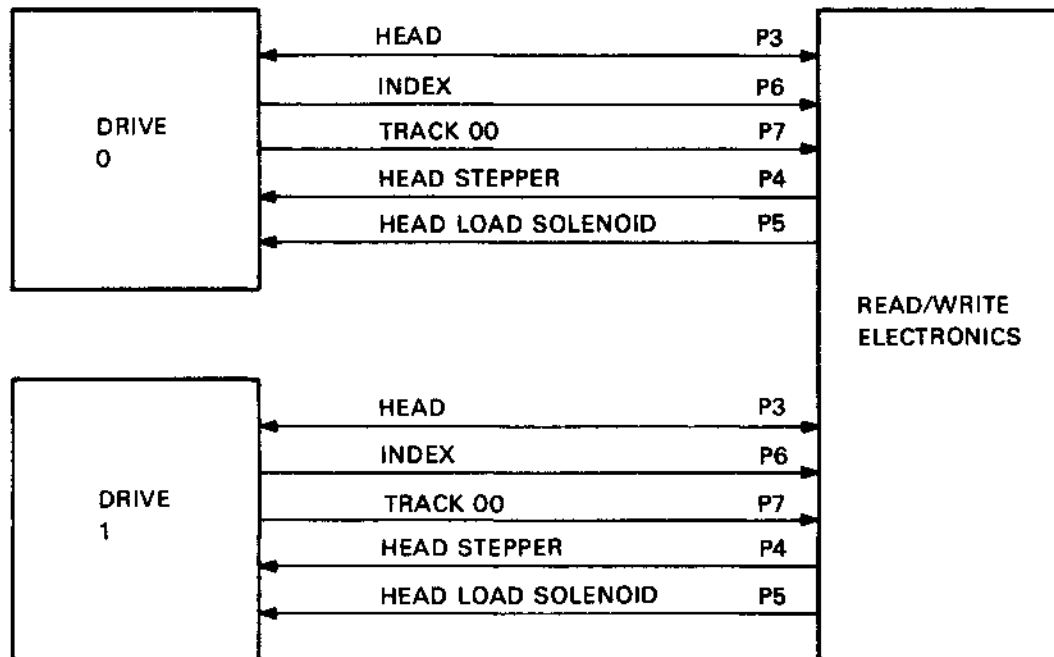 HEAD P3
INDEX P6
DRIVE
0
TRACK 00 P7
HEAD STEPPER P4
HEAD LOAD SOLENOID P5
READ/WRITE
ELECTRONICS
HEAD P3
INDEX P6
DRIVE
1
TRACK 00 P7
HEAD STEPPER P4
HEAD LOAD SOLENOID P5